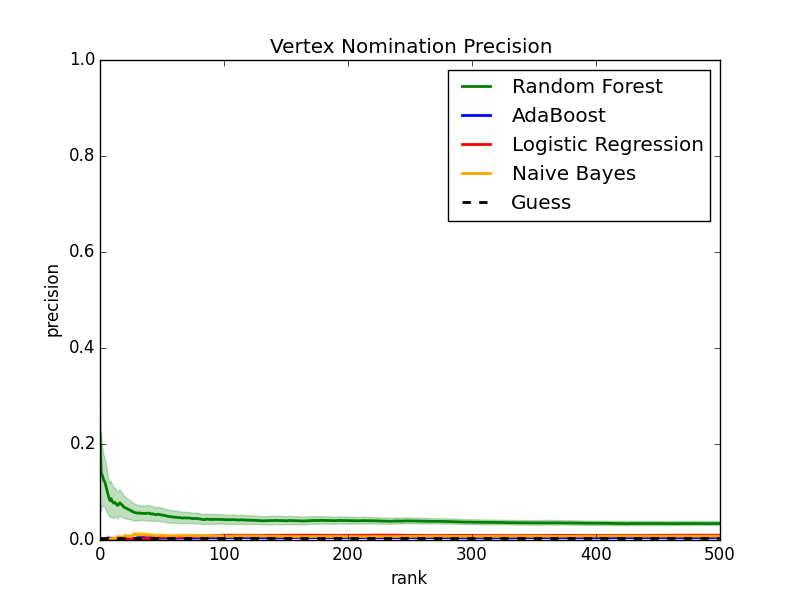 Vertex Nomination Precision
1.0
0.8
0.6
0.4
0.2
0.0
precision
Random Forest
AdaBoost
Logistic Regression
Naive Bayes
Guess
0 100 200 300 400 500
rank